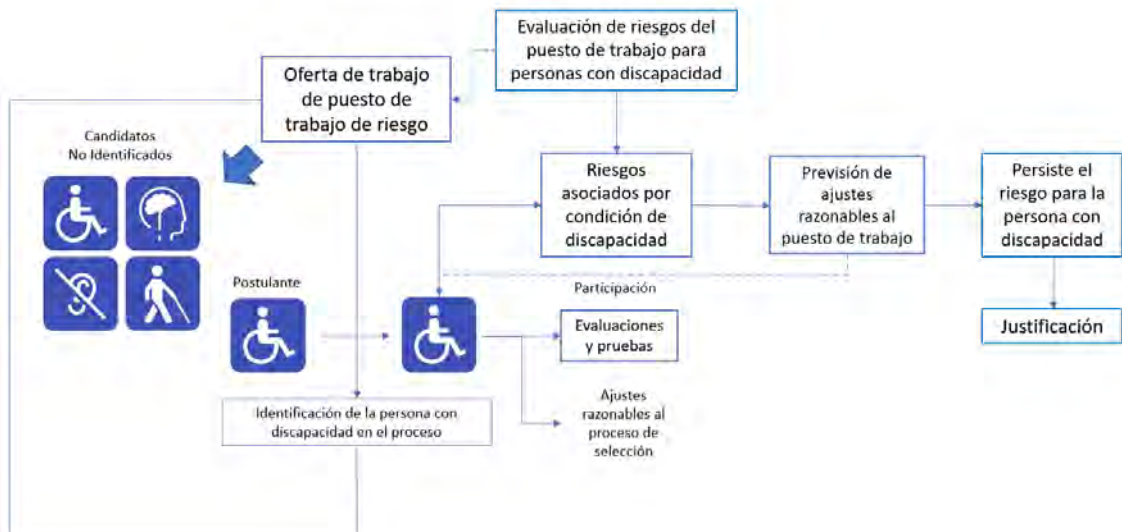 Evaluación de riesgos del
puesto de trabajo para
personas con discapacidad
Oferta de trabajo
de puesto de
trabajo de riesgo
Candidatos
No Identificados
Riesgos
asociados por
condición de
discapacidad
Previsión de
ajustes
razonables al
puesto de trabajo
Persiste el
riesgo para la
persona con
discapacidad
Postulante
Participación
Evaluaciones
y pruebas
Justificación
Identificación de la persona con
discapacidad en el proceso
Ajustes
razonables al
proceso de
selección